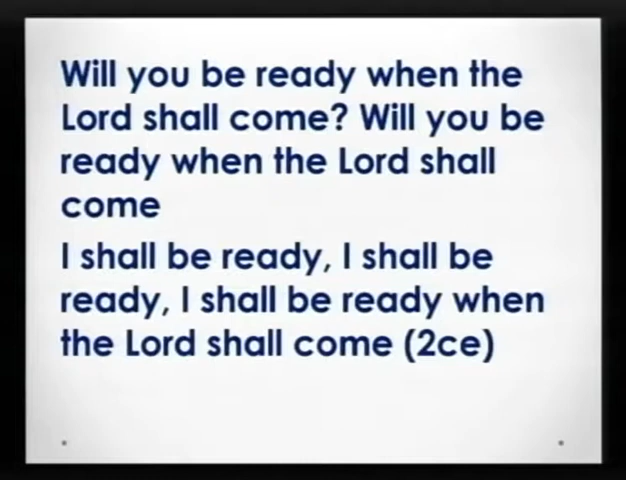 Will you be ready when the
Lord shall come? Will you be
ready when the Lord shall
come
I shall be ready, I shall be
ready, I shall be ready when
the Lord shall come (2ce)